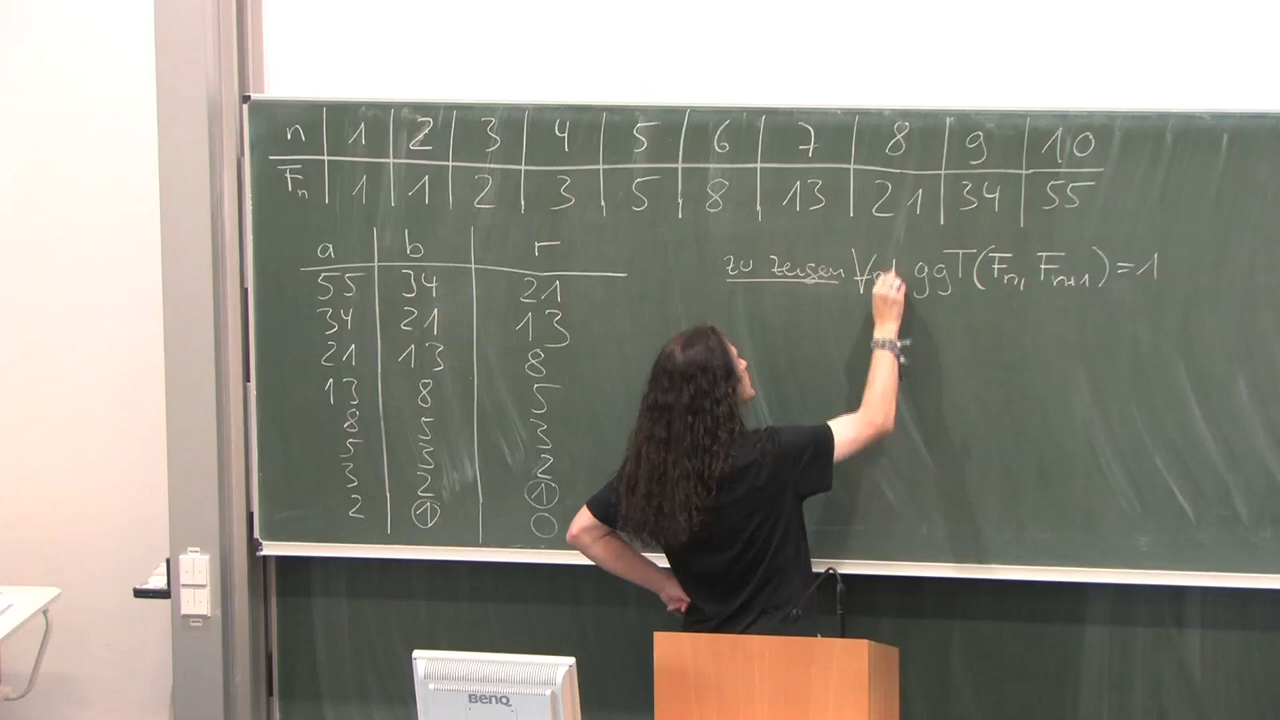 n 1 2 3 4 5 6 7 8 9 10
Fn 1 1 2 3 5 8 13 21 34 55
a b r
55 34 21
34 21 13
21 13 8
13 8 5
8 5 3
5 3 2
3 2 1
2 1 0
zu zeigen ∀n ggT(Fn, Fn+1) = 1
BenQ